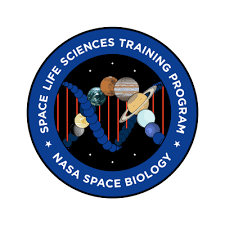 SPACE LIFE SCIENCES TRAINING PROGRAM
NASA SPACE BIOLOGY